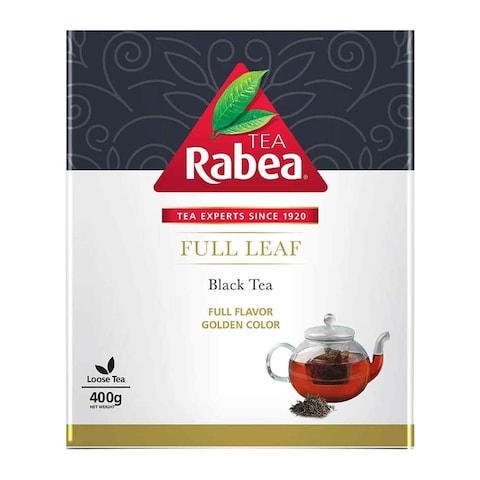 TEA
Rabea®
TEA EXPERTS SINCE 1920
FULL LEAF
Black Tea
FULL FLAVOR
GOLDEN COLOR
Loose Tea
400g
NET WEIGHT